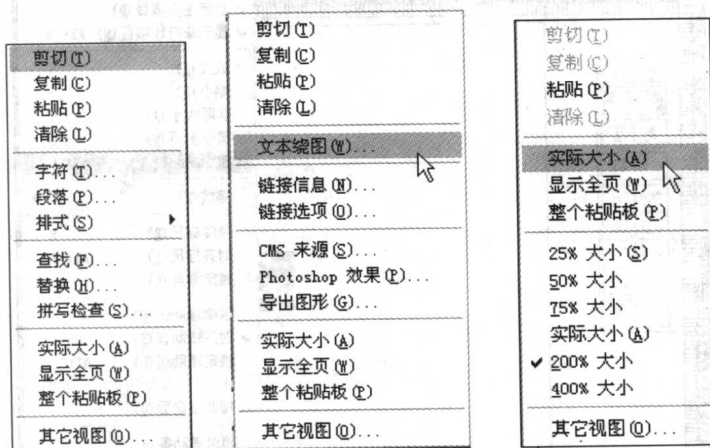 剪切(T)
复制(C)
粘贴(P)
清除(L)
字符(T)...
段落(P)...
排式(S)
查找(F)...
替换(H)...
拼写检查(S)...
实际大小(A)
显示全页(W)
整个粘贴板(P)
其它视图(O)...
剪切(T)
复制(C)
粘贴(P)
清除(L)
文本绕图(W)...
链接信息(N)...
链接选项(O)...
CMS 来源(S)...
Photoshop 效果(P)...
导出图形(G)...
实际大小(A)
显示全页(W)
整个粘贴板(P)
其它视图(O)...
剪切(T)
复制(C)
粘贴(P)
清除(L)
实际大小(A)
显示全页(W)
整个粘贴板(P)
25% 大小(S)
50% 大小
75% 大小
实际大小(A)
✓ 200% 大小
400% 大小
其它视图(O)...